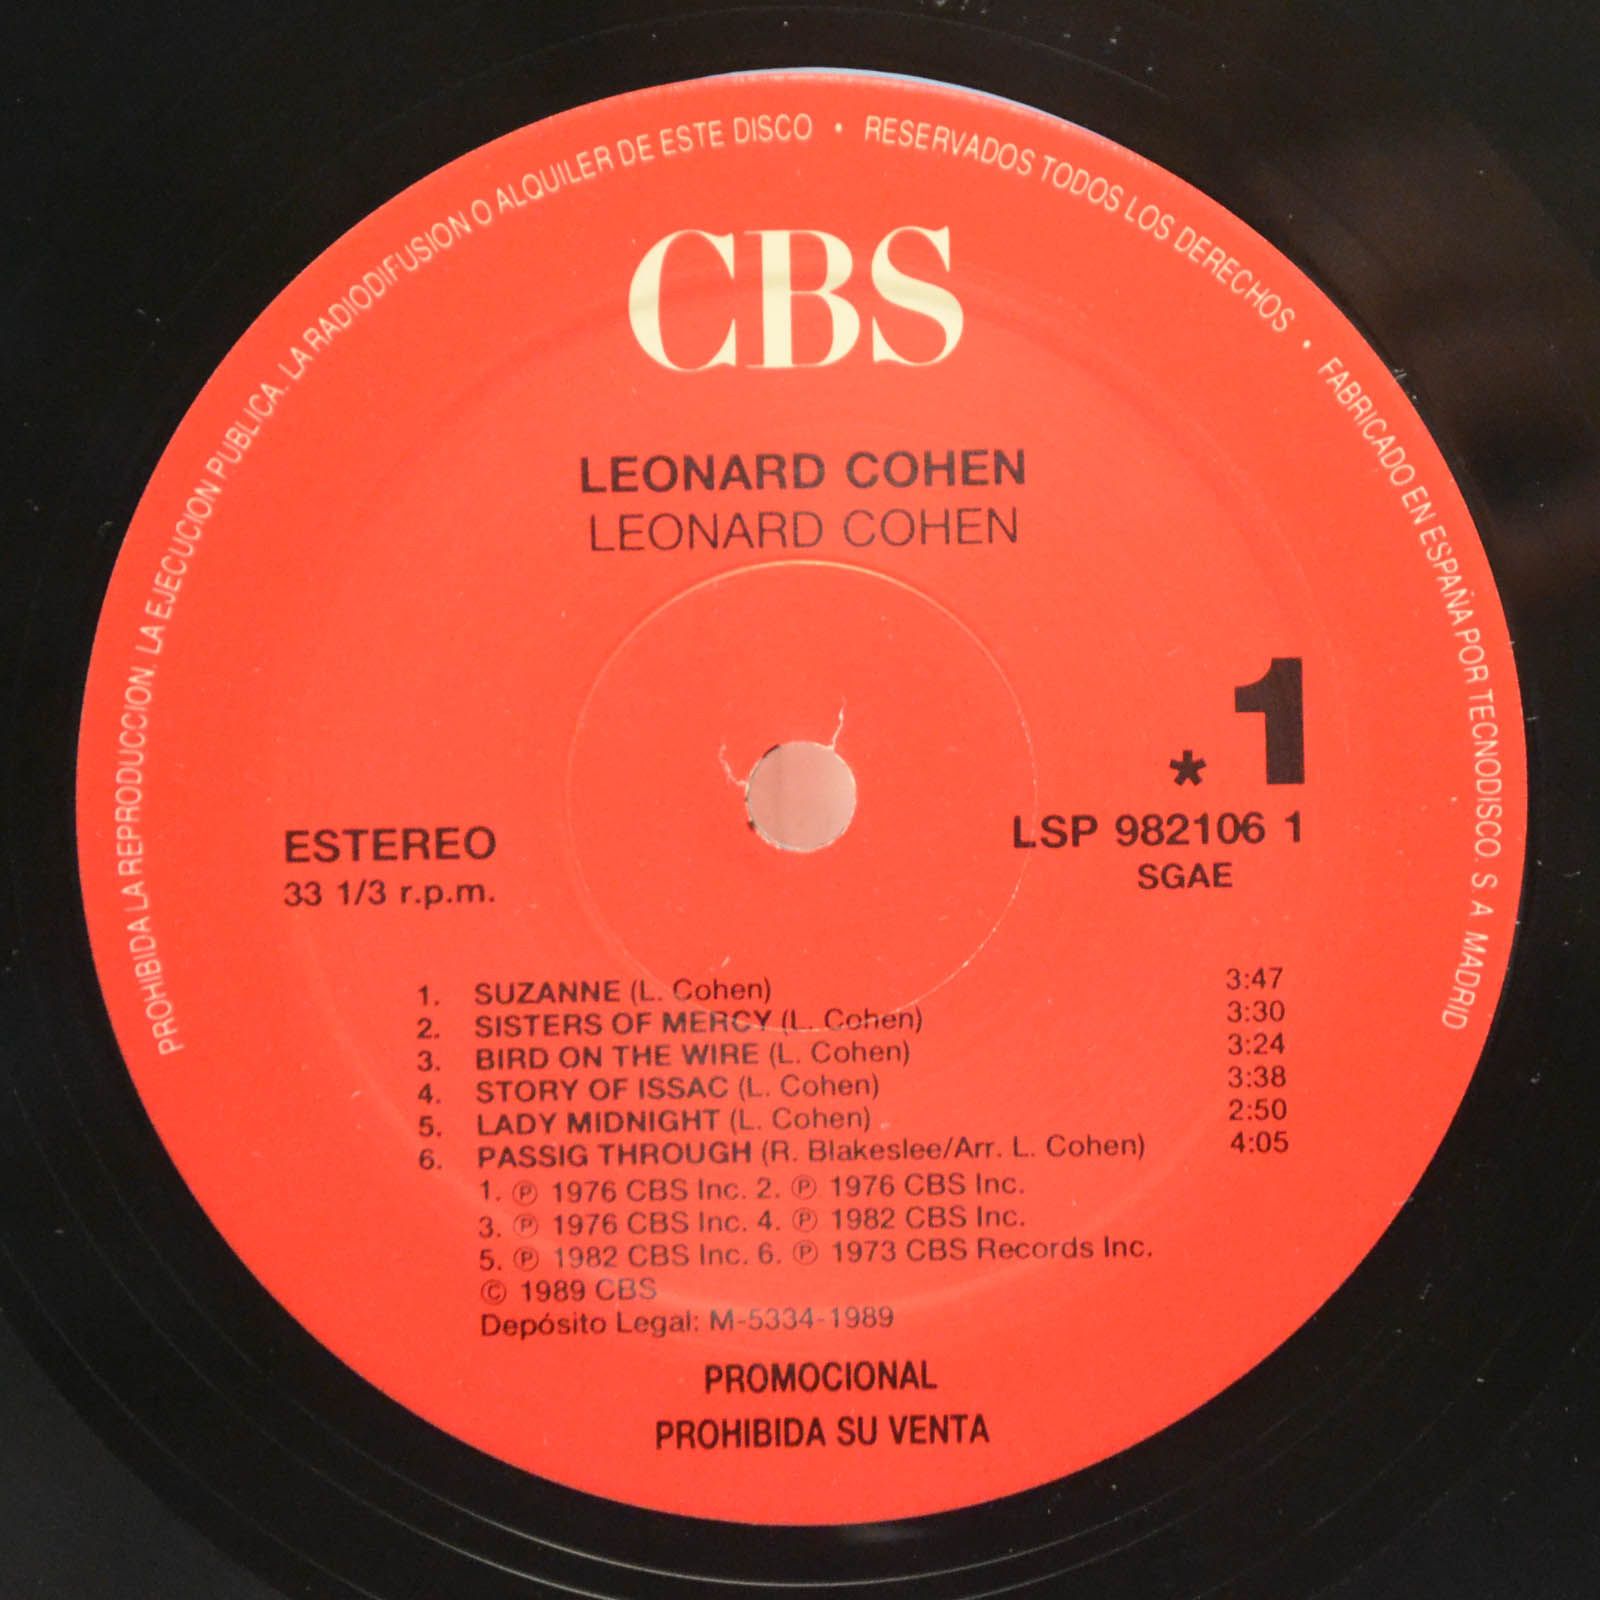 PROHIBIDA LA REPRODUCCION. LA EJECUCION PUBLICA. LA RADIODIFUSION O ALQUILER DE ESTE DISCO • RESERVADOS TODOS LOS DERECHOS • FABRICADO EN ESPAÑA POR TECNODISCO. S. A MADRID
CBS
LEONARD COHEN
LEONARD COHEN
* 1
ESTEREO
33 1/3 r.p.m.
LSP 982106 1
SGAE
1. SUZANNE (L. Cohen) 3:47
2. SISTERS OF MERCY (L. Cohen) 3:30
3. BIRD ON THE WIRE (L. Cohen) 3:24
4. STORY OF ISSAC (L. Cohen) 3:38
5. LADY MIDNIGHT (L. Cohen) 2:50
6. PASSIG THROUGH (R. Blakeslee/Arr. L. Cohen) 4:05
1. ℗ 1976 CBS Inc. 2. ℗ 1976 CBS Inc.
3. ℗ 1976 CBS Inc. 4. ℗ 1982 CBS Inc.
5. ℗ 1982 CBS Inc. 6. ℗ 1973 CBS Records Inc.
© 1989 CBS
Depósito Legal: M-5334-1989
PROMOCIONAL
PROHIBIDA SU VENTA